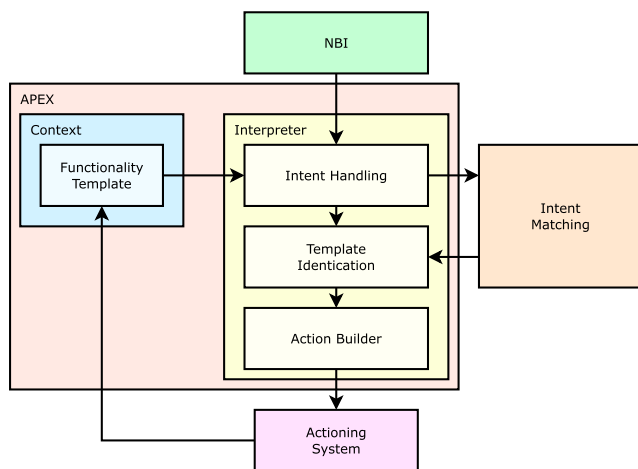 NBI
APEX
Context
Interpreter
Functionality
Template
Intent Handling
Intent
Matching
Template
Identication
Action Builder
Actioning
System